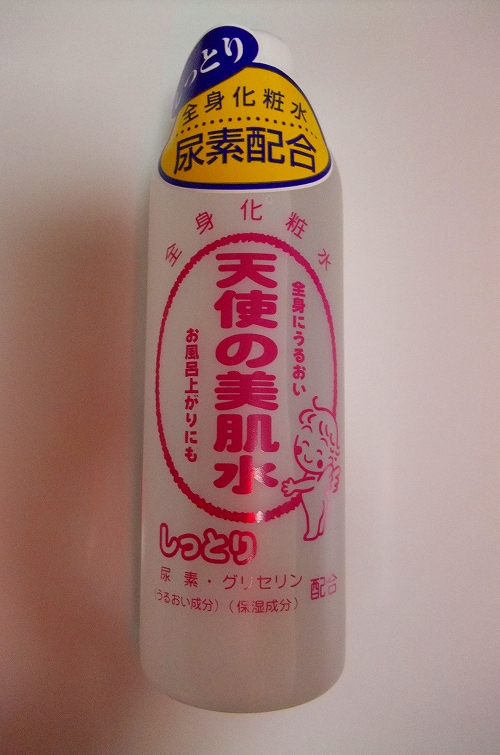 っとり
全身化粧水
尿素配合
全身化粧水
全身にうるおい
天使の美肌水
お風呂上がりにも
しっとり
尿素・グリセリン配合
(うるおい成分)(保湿成分)